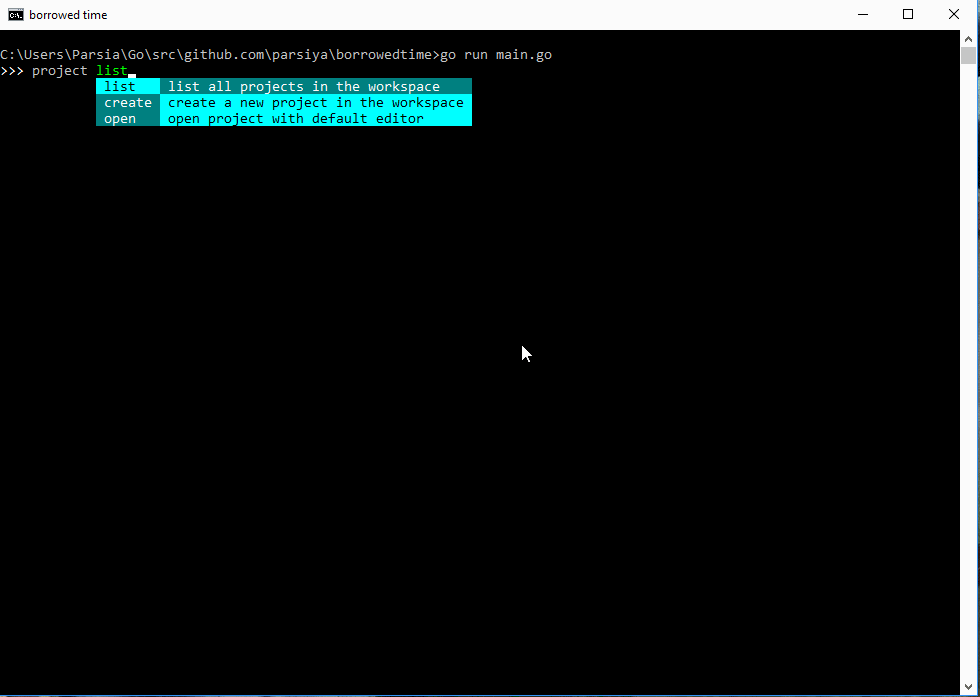 borrowed time
C:\Users\Parsia\Go\src\github.com\parsiya\borrowedtime>go run main.go
>>> project list
list list all projects in the workspace
create create a new project in the workspace
open open project with default editor